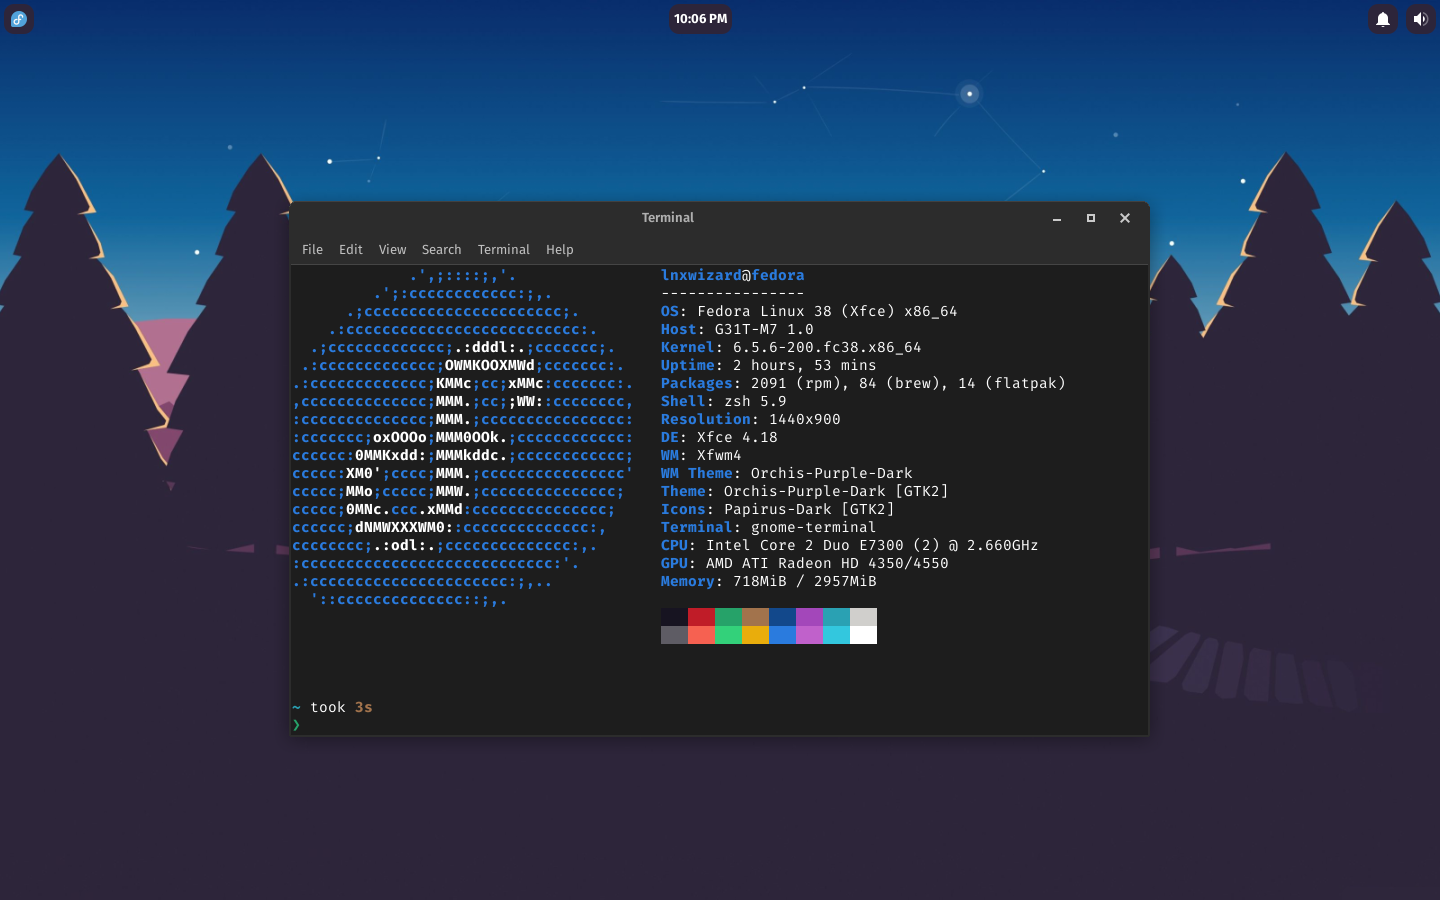 10:06 PM
Terminal
File Edit View Search Terminal Help
             .',;::::;,'.
         .';:cccccccccccc:;,.
      .;cccccccccccccccccccccc;.
    .:cccccccccccccccccccccccccc:.
  .;ccccccccccccc;.:dddl:.;ccccccc;.
 .:ccccccccccccc;OWMKOOXMWd;ccccccc:.
.:ccccccccccccc;KMMc;cc;xMMc:ccccccc:.
,cccccccccccccc;MMM.;cc;;WW::cccccccc,
:cccccccccccccc;MMM.;cccccccccccccccc:
:ccccccc;oxOOOo;MMM0OOk.;cccccccccccc:
cccccc:0MMKxdd:;MMMkddc.;cccccccccccc;
ccccc:XM0';cccc;MMM.;cccccccccccccccc'
ccccc;MMo;ccccc;MMW.;ccccccccccccccc;
ccccc;0MNc.ccc.xMMd:ccccccccccccccc;
cccccc;dNMWXXXWM0::cccccccccccccc:,
cccccccc;.:odl:.;cccccccccccccc:,.
:cccccccccccccccccccccccccccc:'.
.:cccccccccccccccccccccc:;,..
  '::cccccccccccccc::;,.
lnxwizard@fedora
----------------
OS: Fedora Linux 38 (Xfce) x86_64
Host: G31T-M7 1.0
Kernel: 6.5.6-200.fc38.x86_64
Uptime: 2 hours, 53 mins
Packages: 2091 (rpm), 84 (brew), 14 (flatpak)
Shell: zsh 5.9
Resolution: 1440x900
DE: Xfce 4.18
WM: Xfwm4
WM Theme: Orchis-Purple-Dark
Theme: Orchis-Purple-Dark [GTK2]
Icons: Papirus-Dark [GTK2]
Terminal: gnome-terminal
CPU: Intel Core 2 Duo E7300 (2) @ 2.660GHz
GPU: AMD ATI Radeon HD 4350/4550
Memory: 718MiB / 2957MiB
~ took 3s
❯